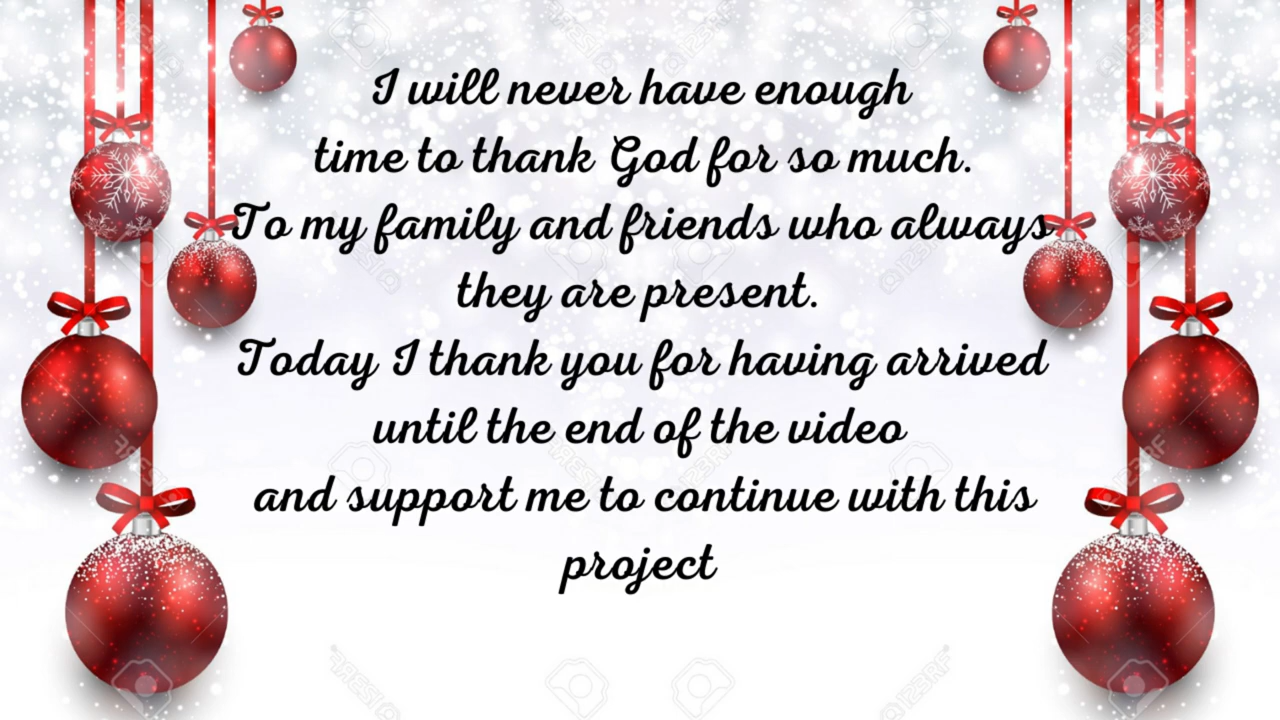 I will never have enough
time to thank God for so much.
To my family and friends who always
they are present.
Today I thank you for having arrived
until the end of the video
and support me to continue with this
project